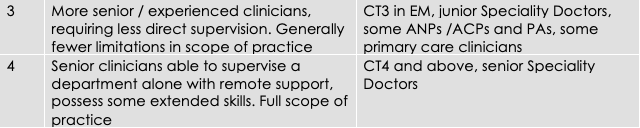 3 More senior / experienced clinicians, CT3 in EM, junior Speciality Doctors,
requiring less direct supervision. Generally some ANPs /ACPs and PAs, some
fewer limitations in scope of practice primary care clinicians
4 Senior clinicians able to supervise a CT4 and above, senior Speciality
department alone with remote support, Doctors
possess some extended skills. Full scope of
practice